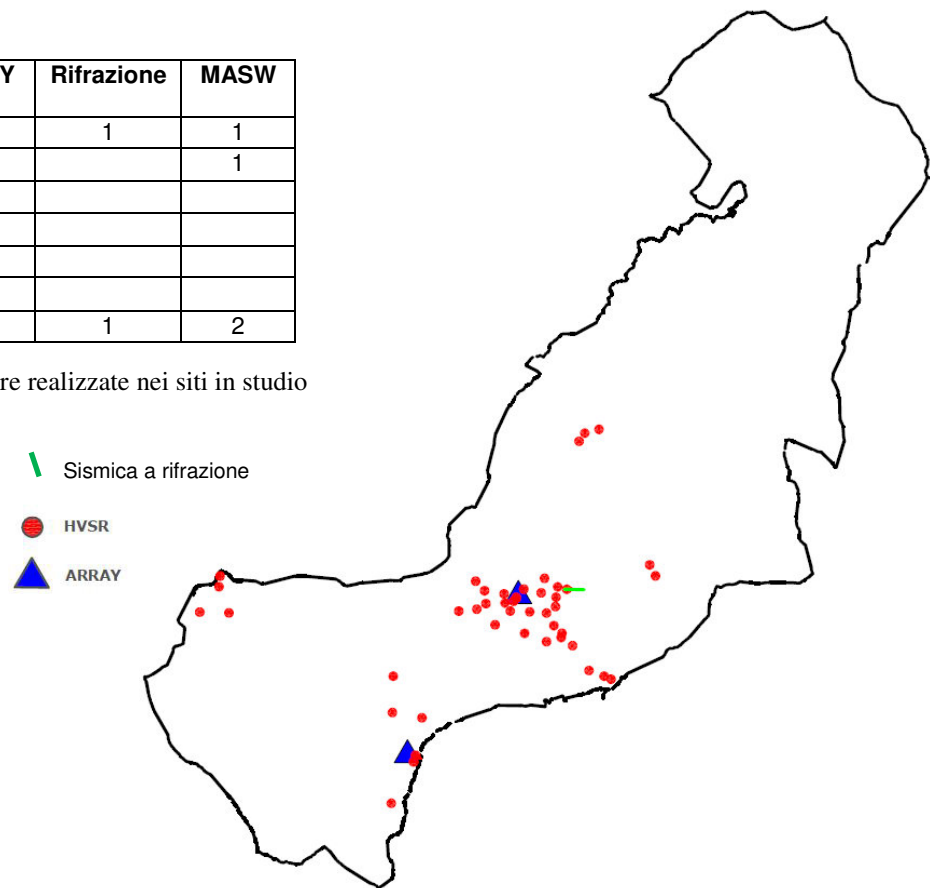 Y Rifrazione MASW
1 1
1
1 2
re realizzate nei siti in studio
Sismica a rifrazione
HVSR
ARRAY